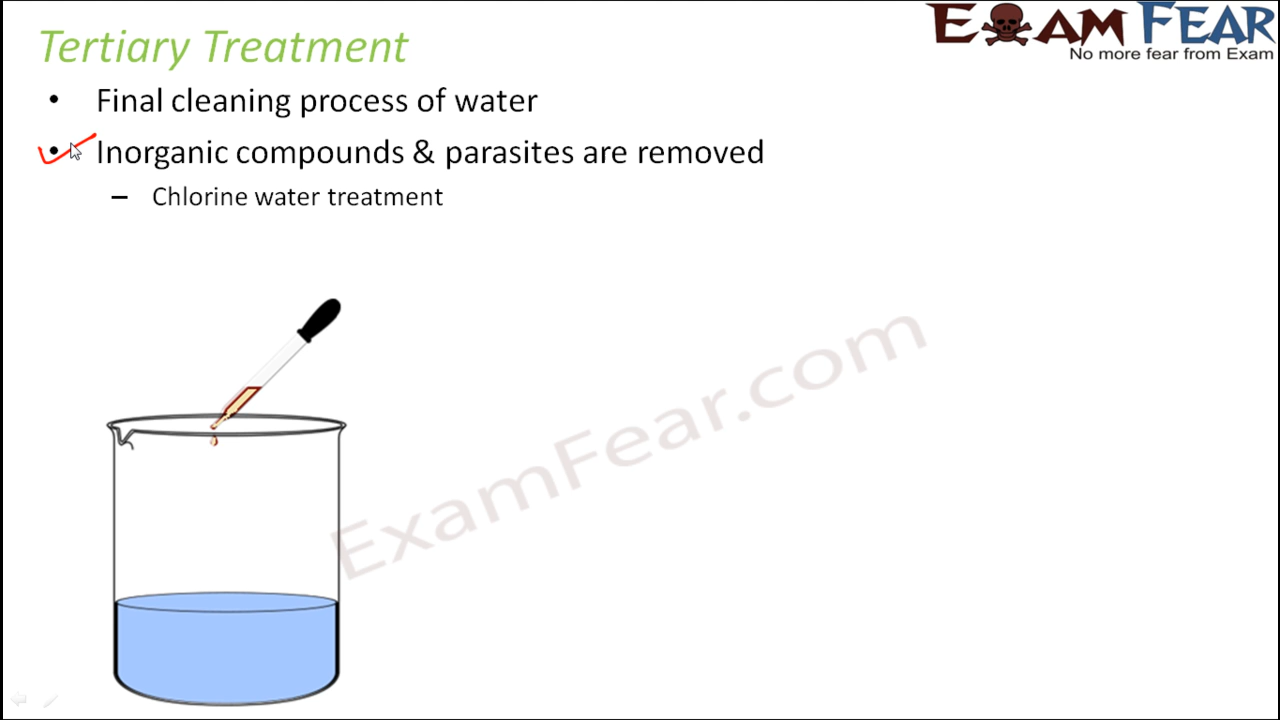 Tertiary Treatment
EXAM FEAR
No more fear from Exam
• Final cleaning process of water
• Inorganic compounds & parasites are removed
– Chlorine water treatment
ExamFear.com